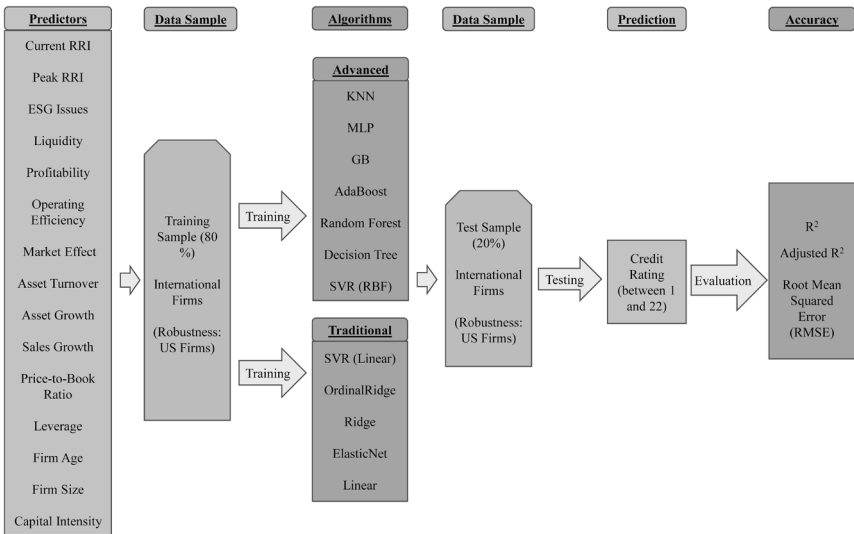 Predictors
Current RRI
Peak RRI
ESG Issues
Liquidity
Profitability
Operating
Efficiency
Market Effect
Asset Turnover
Asset Growth
Sales Growth
Price-to-Book
Ratio
Leverage
Firm Age
Firm Size
Capital Intensity
Data Sample
Training
Sample (80
%)
International
Firms
(Robustness:
US Firms)
Training
Training
Algorithms
Advanced
KNN
MLP
GB
AdaBoost
Random Forest
Decision Tree
SVR (RBF)
Traditional
SVR (Linear)
OrdinalRidge
Ridge
ElasticNet
Linear
Data Sample
Test Sample
(20%)
International
Firms
(Robustness:
US Firms)
Testing
Prediction
Credit
Rating
(between 1
and 22)
Evaluation
Accuracy
R²
Adjusted R²
Root Mean
Squared
Error
(RMSE)